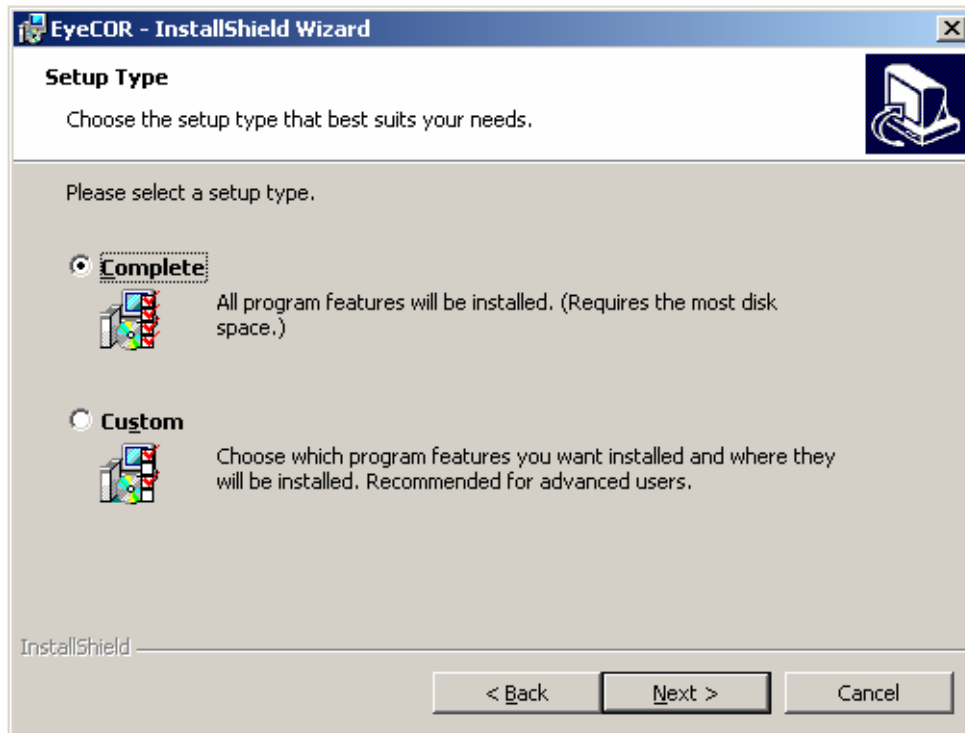 EyeCOR - InstallShield Wizard
Setup Type
Choose the setup type that best suits your needs.
Please select a setup type.
Complete
All program features will be installed. (Requires the most disk
space.)
Custom
Choose which program features you want installed and where they
will be installed. Recommended for advanced users.
InstallShield
< Back
Next >
Cancel